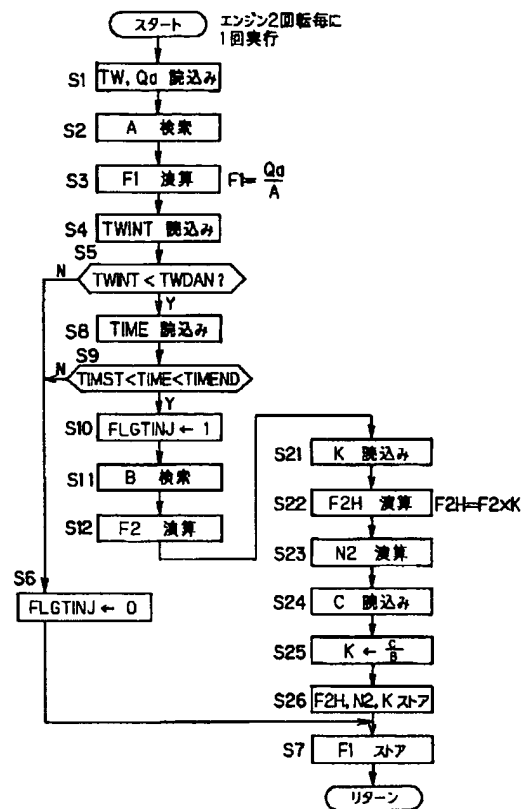 スタート
エンジン2回転毎に
1回実行
S1 TW, Qa 読込み
S2 A 検索
S3 F1 演算 F1=Qa/A
S4 TWINT 読込み
S5
N TWINT < TWDAN?
Y
S8 TIME 読込み
S9
N TIMST<TIME<TIMEND
Y
S10 FLGTINJ ← 1
S11 B 検索
S12 F2 演算
S6
FLGTINJ ← 0
S21 K 読込み
S22 F2H 演算 F2H=F2×K
S23 N2 演算
S24 C 読込み
S25 K ← C/B
S26 F2H, N2, K ストア
S7 F1 ストア
リターン